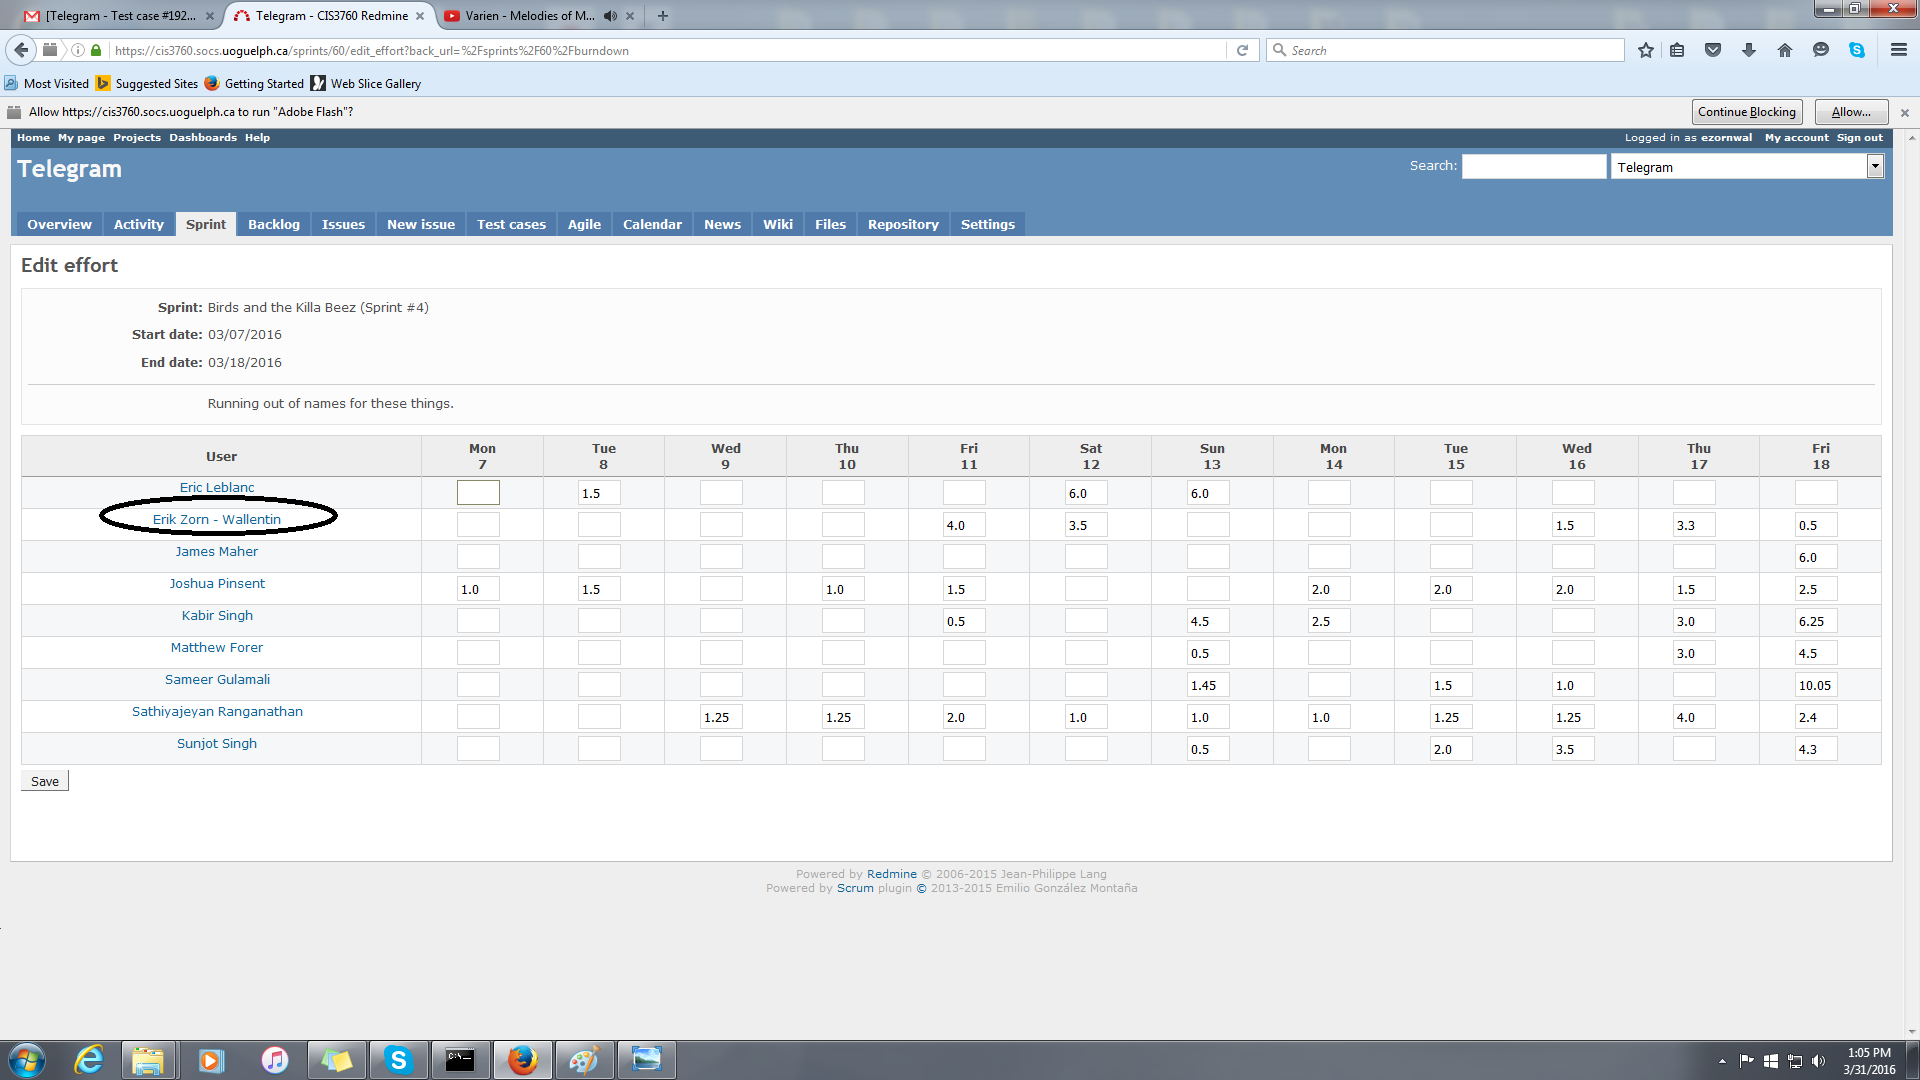 [Telegram - Test case #192... Telegram - CIS3760 Redmine Varien - Melodies of M...
https://cis3760.socs.uoguelph.ca/sprints/60/edit_effort?back_url=%2Fsprints%2F60%2Fburndown Search
Most Visited Suggested Sites Getting Started Web Slice Gallery
Allow https://cis3760.socs.uoguelph.ca to run "Adobe Flash"? Continue Blocking Allow...
Home My page Projects Dashboards Help Logged in as ezornwal My account Sign out
Telegram Search: Telegram
Overview Activity Sprint Backlog Issues New issue Test cases Agile Calendar News Wiki Files Repository Settings
Edit effort
Sprint: Birds and the Killa Beez (Sprint #4)
Start date: 03/07/2016
End date: 03/18/2016
Running out of names for these things.
User Mon 7 Tue 8 Wed 9 Thu 10 Fri 11 Sat 12 Sun 13 Mon 14 Tue 15 Wed 16 Thu 17 Fri 18
Eric Leblanc 1.5 6.0 6.0
Erik Zorn - Wallentin 4.0 3.5 1.5 3.3 0.5
James Maher 6.0
Joshua Pinsent 1.0 1.5 1.0 1.5 2.0 2.0 2.0 1.5 2.5
Kabir Singh 0.5 4.5 2.5 3.0 6.25
Matthew Forer 0.5 3.0 4.5
Sameer Gulamali 1.45 1.5 1.0 10.05
Sathiyajeyan Ranganathan 1.25 1.25 2.0 1.0 1.0 1.0 1.25 1.25 4.0 2.4
Sunjot Singh 0.5 2.0 3.5 4.3
Save
Powered by Redmine © 2006-2015 Jean-Philippe Lang
Powered by Scrum plugin © 2013-2015 Emilio González Montaña
1:05 PM
3/31/2016